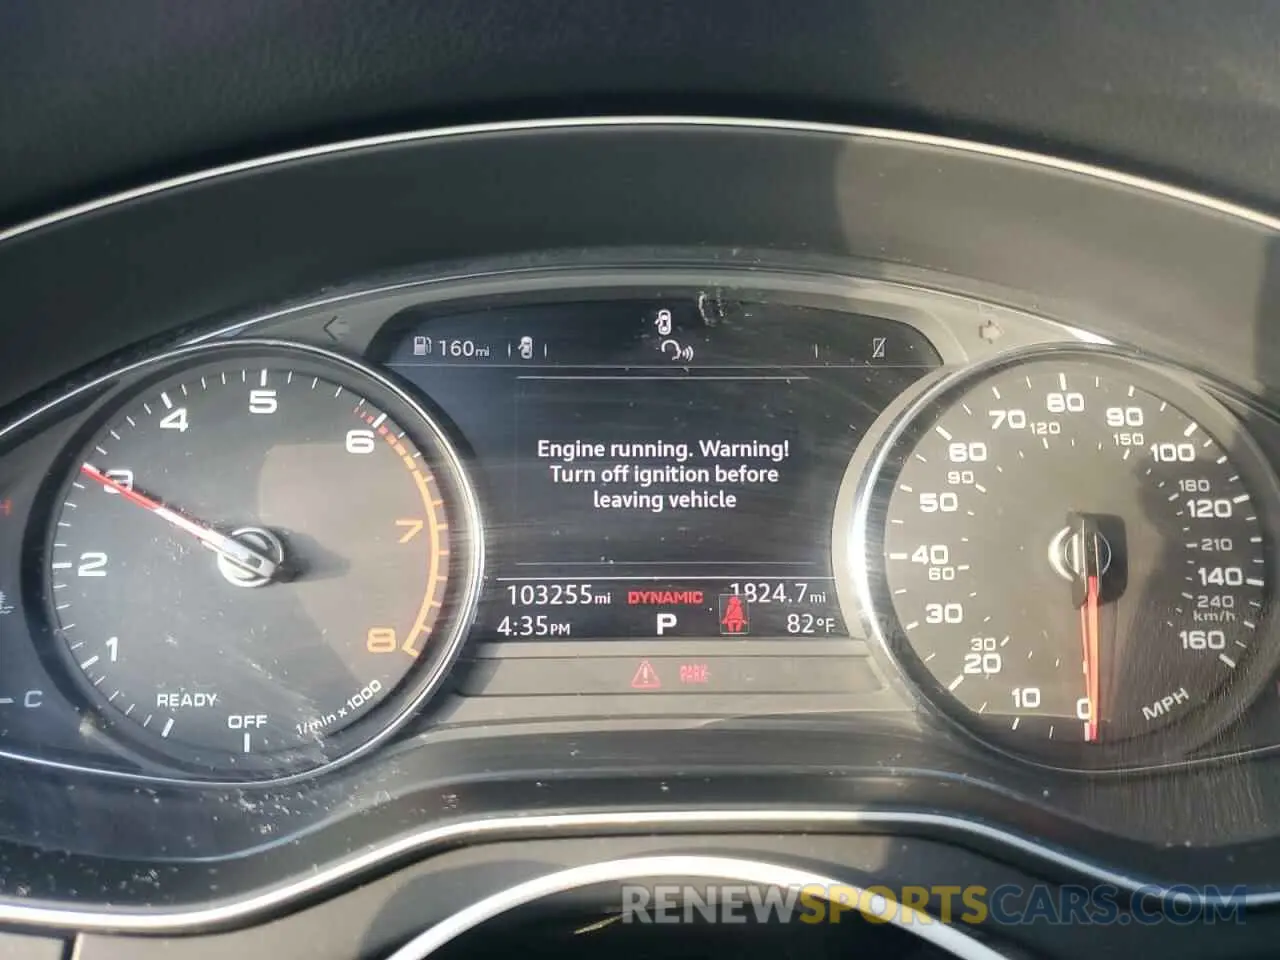 160mi
Engine running. Warning!
Turn off ignition before
leaving vehicle
103255mi DYNAMIC 1824.7mi
4:35PM P 82°F
PARK
H
C
OFF
READY
1
2
3
4
5
6
7
8
1/min x 1000
0
10
20
30
30
40
60
50
60
90
70
80
120
90
150
100
180
120
210
140
240
km/h
160
MPH
RENEWSPORTSCARS.COM